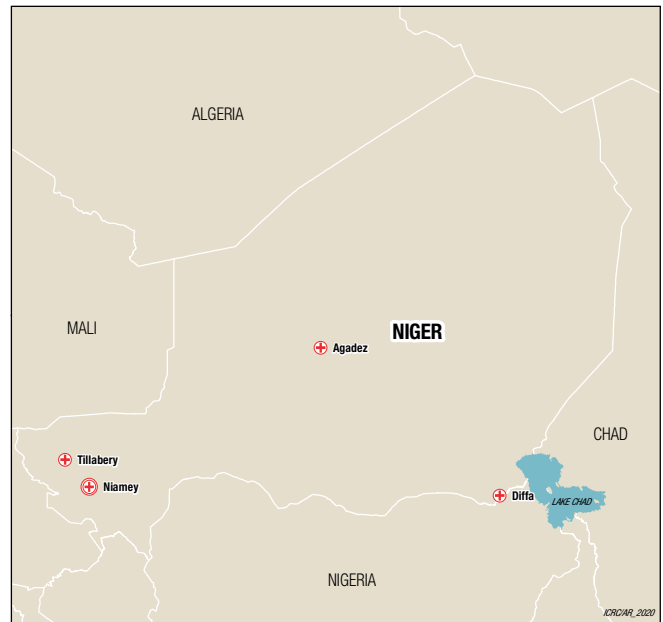 ALGERIA
MALI
NIGER
Agadez
CHAD
Tillabery
Niamey
Diffa
LAKE CHAD
NIGERIA
ICRC/AR_2020